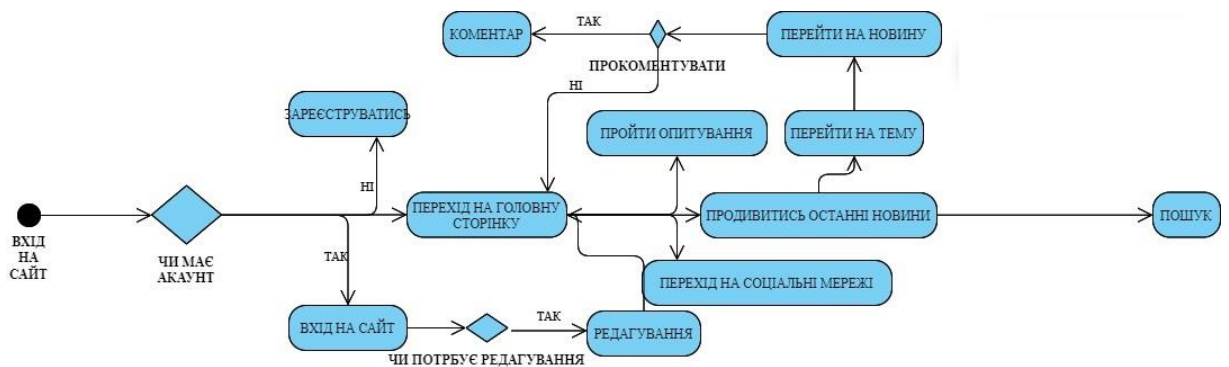 КОМЕНТАР
ТАК
ПЕРЕЙТИ НА НОВИНУ
ПРОКОМЕНТУВАТИ
НІ
ЗАРЕЄСТРУВАТИСЬ
ПРОЙТИ ОПИТУВАННЯ
ПЕРЕЙТИ НА ТЕМУ
НІ
ПЕРЕХІД НА ГОЛОВНУ
СТОРІНКУ
ПРОДИВИТИСЬ ОСТАННІ НОВИНИ
ПОШУК
ВХІД
НА
САЙТ
ЧИ МАЄ
АКАУНТ
ТАК
ПЕРЕХІД НА СОЦІАЛЬНІ МЕРЕЖІ
ВХІД НА САЙТ
ТАК
РЕДАГУВАННЯ
ЧИ ПОТРБУЄ РЕДАГУВАННЯ